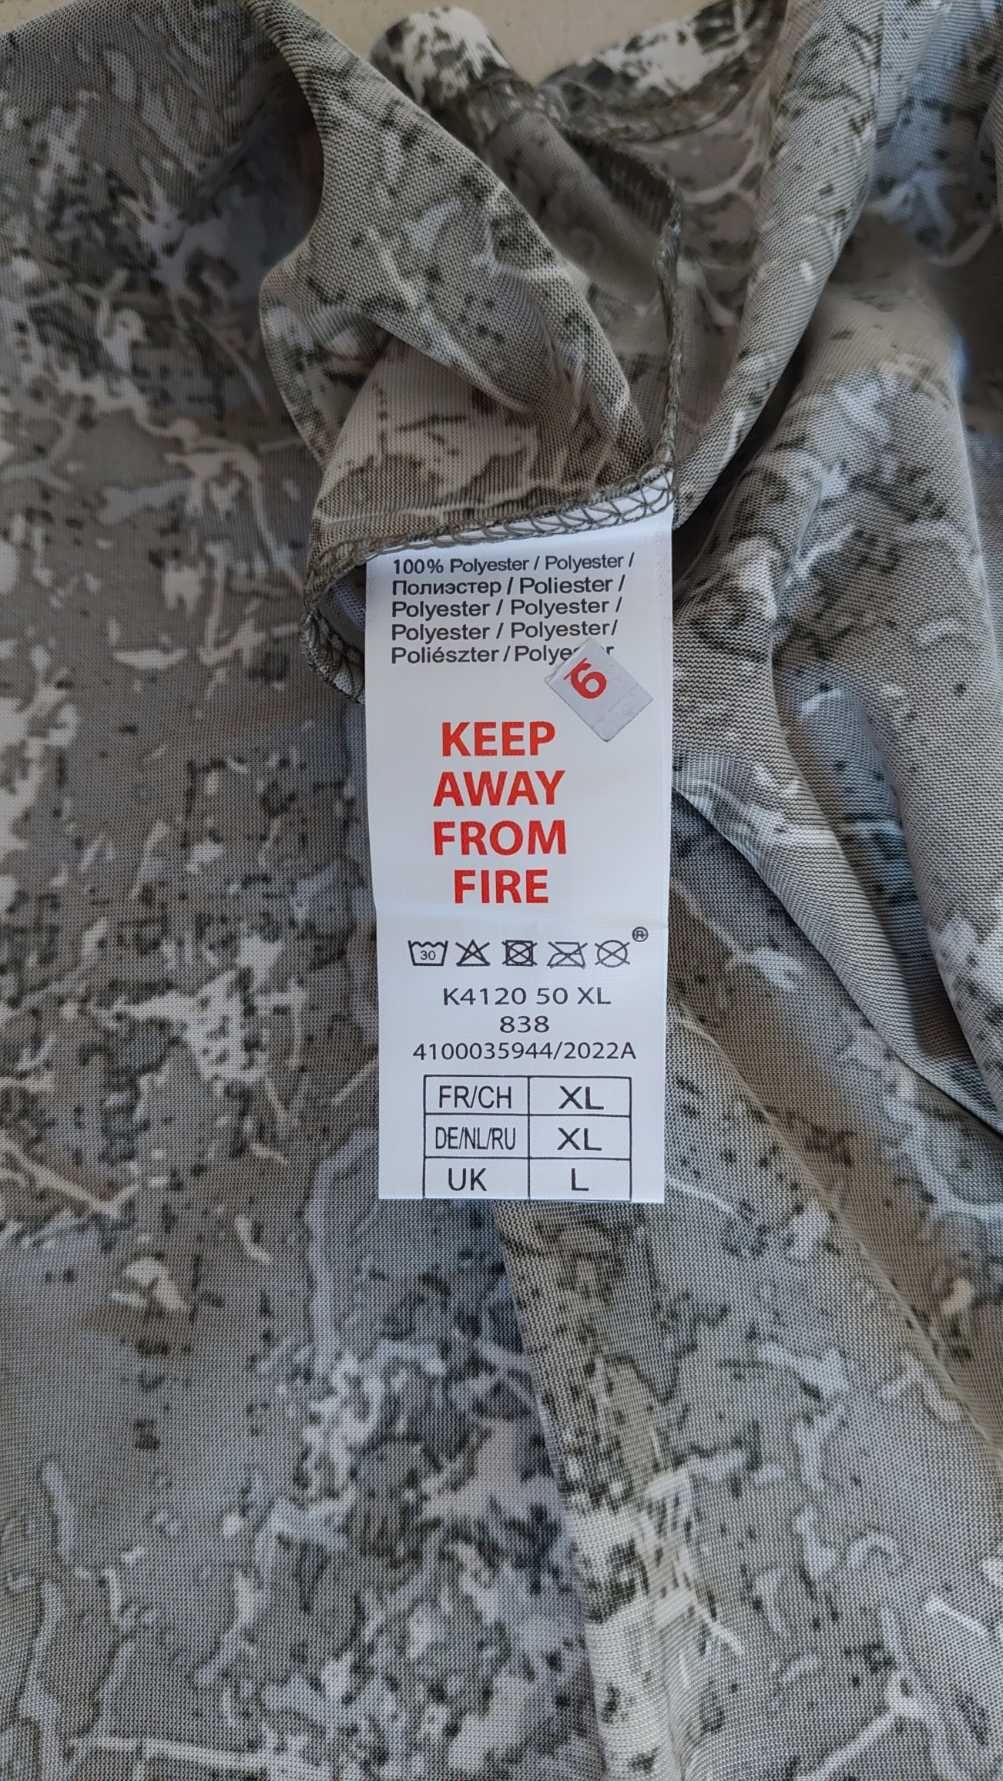 100% Polyester / Polyester /
Полиэстер / Poliester /
Polyester / Polyester /
Polyester / Polyester/
Poliészter / 
6
KEEP
AWAY
FROM
FIRE
30
®
K4120 50 XL
838
4100035944/2022A
FR/CH XL
DE/NL/RU XL
UK L